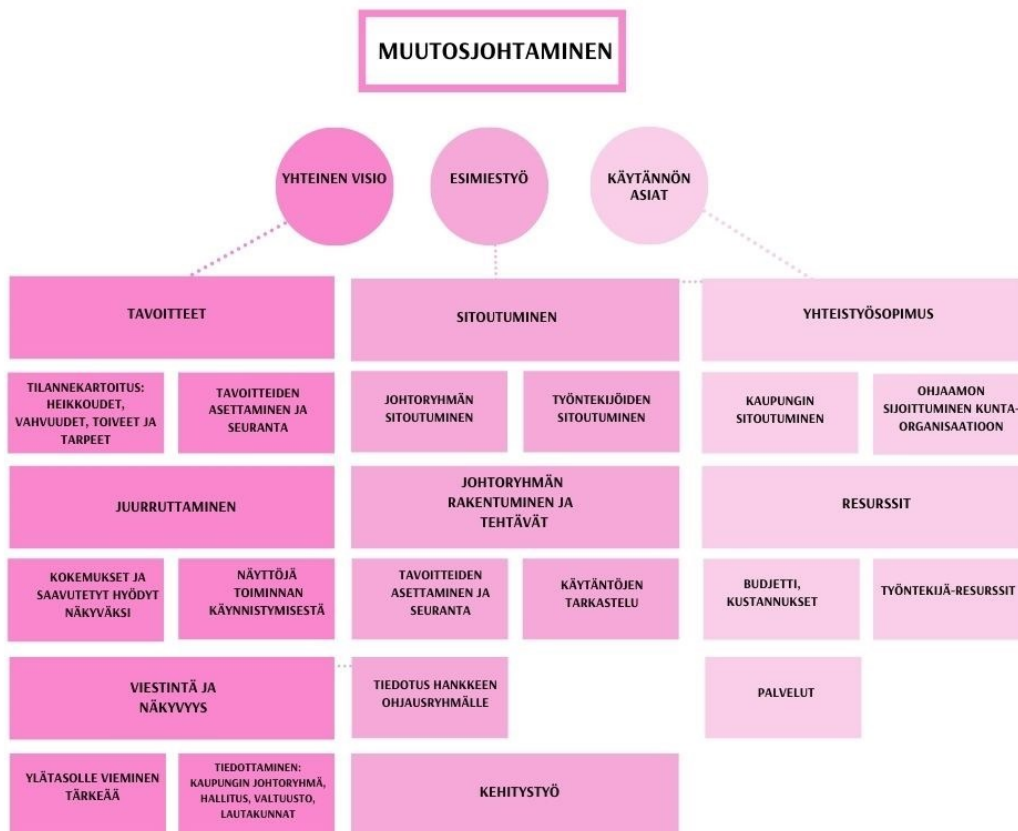 MUUTOSJOHTAMINEN
YHTEINEN VISIO
ESIMIESTYÖ
KÄYTÄNNÖN
ASIAT
TAVOITTEET
SITOUTUMINEN
YHTEISTYÖSOPIMUS
TILANNEKARTOITUS:
HEIKKOUDET,
VAHVUUDET, TOIVEET JA
TARPEET
TAVOITTEIDEN
ASETTAMINEN JA
SEURANTA
JOHTORYHMÄN
SITOUTUMINEN
TYÖNTEKIJÖIDEN
SITOUTUMINEN
KAUPUNGIN
SITOUTUMINEN
OHJAAMON
SIJOITTUMINEN KUNTA-
ORGANISAATIOON
JUURRUTTAMINEN
JOHTORYHMÄN
RAKENTUMINEN JA
TEHTÄVÄT
RESURSSIT
KOKEMUKSET JA
SAAVUTETYT HYÖDYT
NÄKYVÄKSI
NÄYTTÖJÄ
TOIMINNAN
KÄYNNISTYMISESTÄ
TAVOITTEIDEN
ASETTAMINEN JA
SEURANTA
KÄYTÄNTÖJEN
TARKASTELU
BUDJETTI,
KUSTANNUKSET
TYÖNTEKIJÄ-RESURSSIT
VIESTINTÄ JA
NÄKYVYYS
TIEDOTUS HANKKEEN
OHJAUSRYHMÄLLE
PALVELUT
YLÄTASOLLE VIEMINEN
TÄRKEÄÄ
TIEDOTTAMINEN:
KAUPUNGIN JOHTORYHMÄ,
HALLITUS, VALTUUSTO,
LAUTAKUNNAT
KEHITYSTYÖ